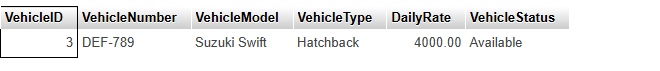 VehicleID VehicleNumber VehicleModel VehicleType DailyRate VehicleStatus
3 DEF-789 Suzuki Swift Hatchback 4000.00 Available